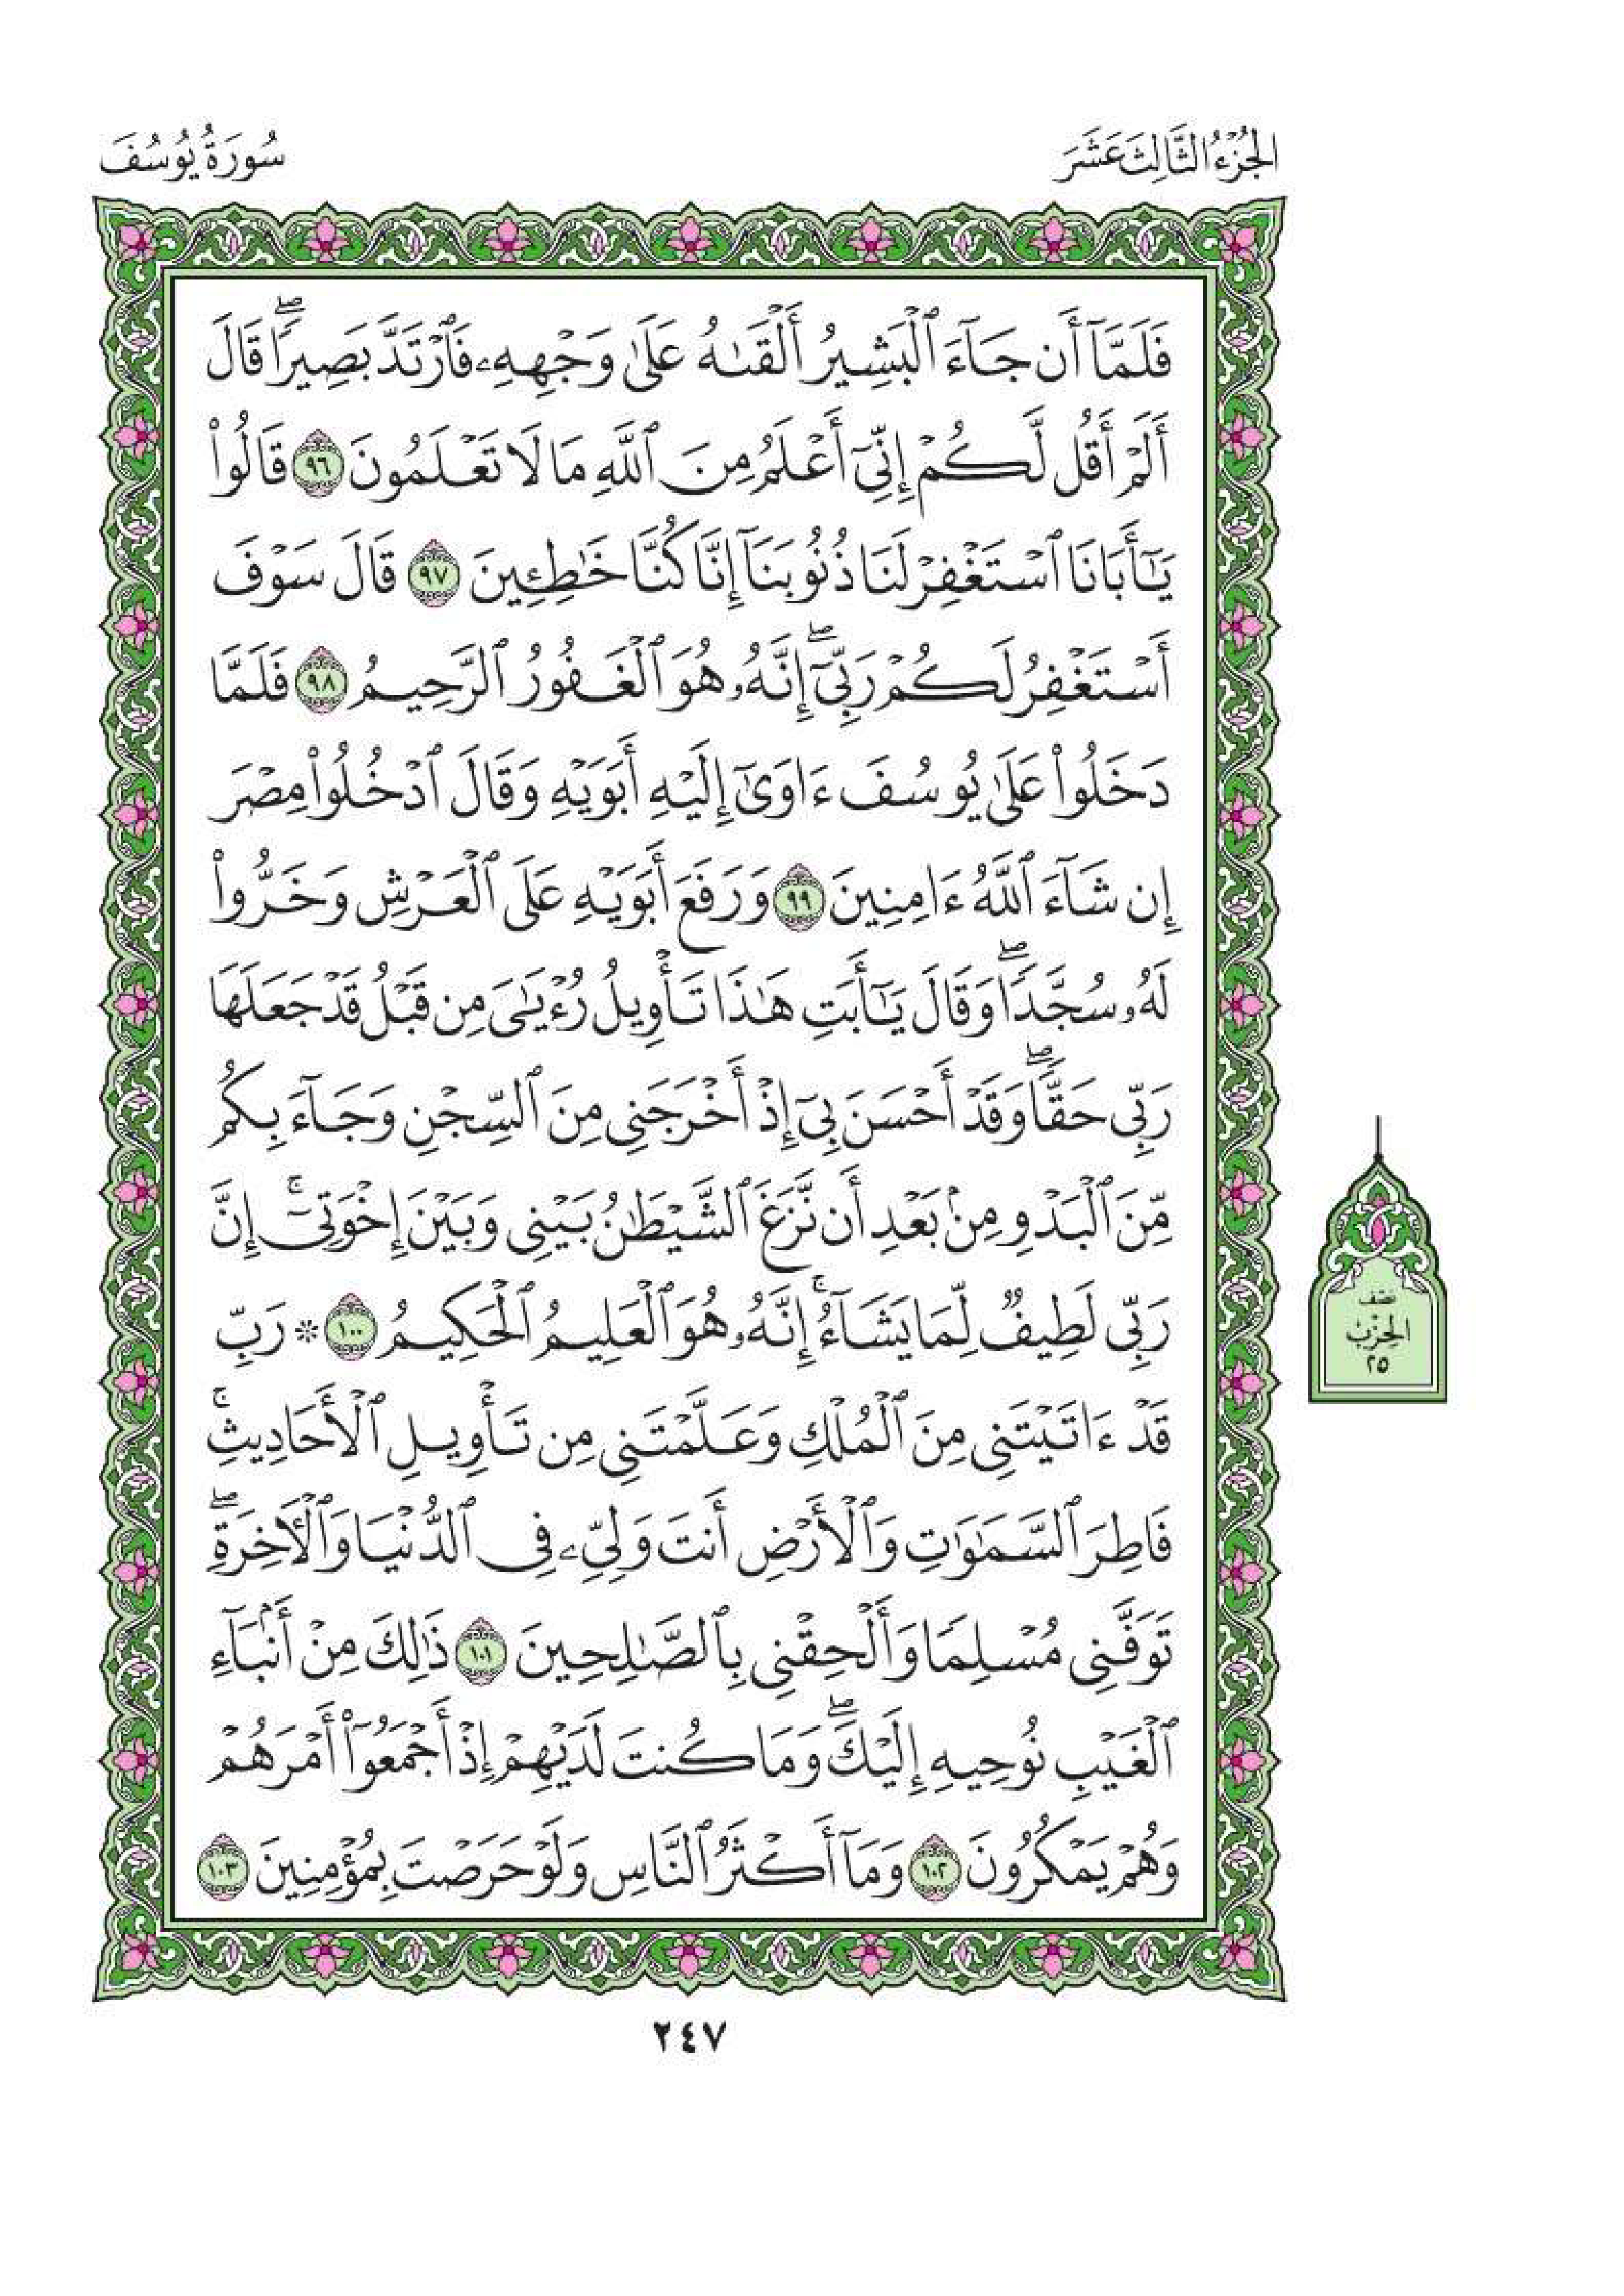 الجُزْءُ الثَّالِثَ عَشَرَ
سُورَةُ يُوسُفَ
فَلَمَّآ أَن جَآءَ ٱلْبَشِيرُ أَلْقَىٰهُ عَلَىٰ وَجْهِهِۦ فَٱرْتَدَّ بَصِيرًاۖ قَالَ
أَلَمْ أَقُل لَّكُمْ إِنِّىٓ أَعْلَمُ مِنَ ٱللَّهِ مَا لَا تَعْلَمُونَ ٩٦ قَالُوا۟
يَـٰٓأَبَانَا ٱسْتَغْفِرْ لَنَا ذُنُوبَنَآ إِنَّا كُنَّا خَـٰطِـِٔينَ ٩٧ قَالَ سَوْفَ
أَسْتَغْفِرُ لَكُمْ رَبِّىٓۖ إِنَّهُۥ هُوَ ٱلْغَفُورُ ٱلرَّحِيمُ ٩٨ فَلَمَّا
دَخَلُوا۟ عَلَىٰ يُوسُفَ ءَاوَىٰٓ إِلَيْهِ أَبَوَيْهِ وَقَالَ ٱدْخُلُوا۟ مِصْرَ
إِن شَآءَ ٱللَّهُ ءَامِنِينَ ٩٩ وَرَفَعَ أَبَوَيْهِ عَلَى ٱلْعَرْشِ وَخَرُّوا۟
لَهُۥ سُجَّدًاۖ وَقَالَ يَـٰٓأَبَتِ هَـٰذَا تَأْوِيلُ رُءْيَـٰىَ مِن قَبْلُ قَدْ جَعَلَهَا
رَبِّى حَقًّاۖ وَقَدْ أَحْسَنَ بِىٓ إِذْ أَخْرَجَنِى مِنَ ٱلسِّجْنِ وَجَآءَ بِكُم
مِّنَ ٱلْبَدْوِ مِنۢ بَعْدِ أَن نَّزَغَ ٱلشَّيْطَـٰنُ بَيْنِى وَبَيْنَ إِخْوَتِىٓۚ إِنَّ
رَبِّى لَطِيفٌ لِّمَا يَشَآءُۚ إِنَّهُۥ هُوَ ٱلْعَلِيمُ ٱلْحَكِيمُ ١٠٠ * رَبِّ
قَدْ ءَاتَيْتَنِى مِنَ ٱلْمُلْكِ وَعَلَّمْتَنِى مِن تَأْوِيلِ ٱلْأَحَادِيثِۚ
فَاطِرَ ٱلسَّمَـٰوَٰتِ وَٱلْأَرْضِ أَنتَ وَلِىِّۦ فِى ٱلدُّنْيَا وَٱلْـَٔاخِرَةِۖ
تَوَفَّنِى مُسْلِمًا وَأَلْحِقْنِى بِٱلصَّـٰلِحِينَ ١٠١ ذَٰلِكَ مِنْ أَنۢبَآءِ
ٱلْغَيْبِ نُوحِيهِ إِلَيْكَۖ وَمَا كُنتَ لَدَيْهِمْ إِذْ أَجْمَعُوٓا۟ أَمْرَهُمْ
وَهُمْ يَمْكُرُونَ ١٠٢ وَمَآ أَكْثَرُ ٱلنَّاسِ وَلَوْ حَرَصْتَ بِمُؤْمِنِينَ ١٠٣
نصف
الحِزْب
٢٥
٢٤٧